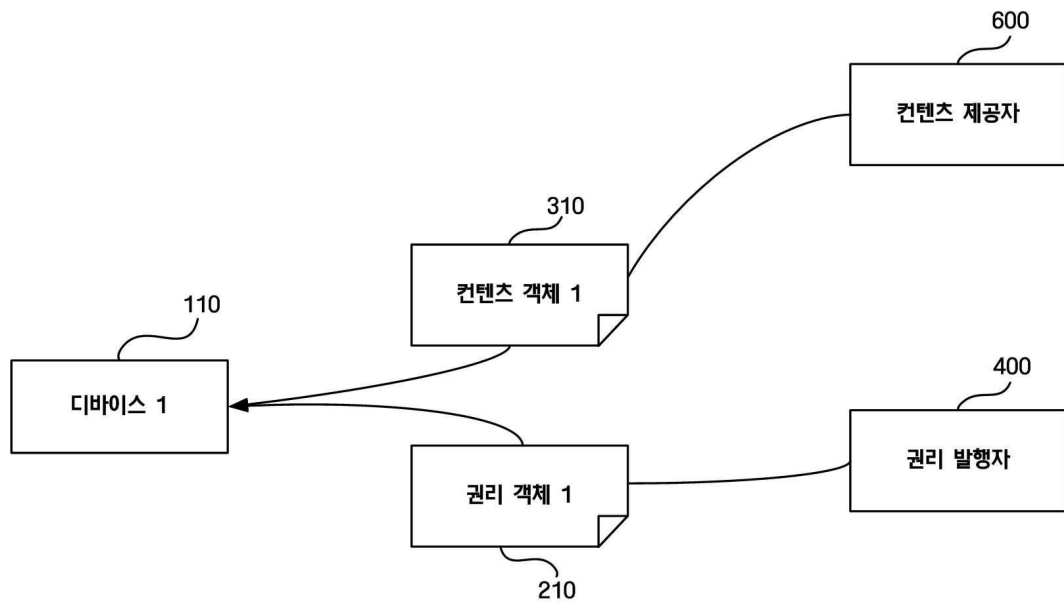 600
컨텐츠 제공자
310
컨텐츠 객체 1
110
디바이스 1
400
권리 발행자
권리 객체 1
210